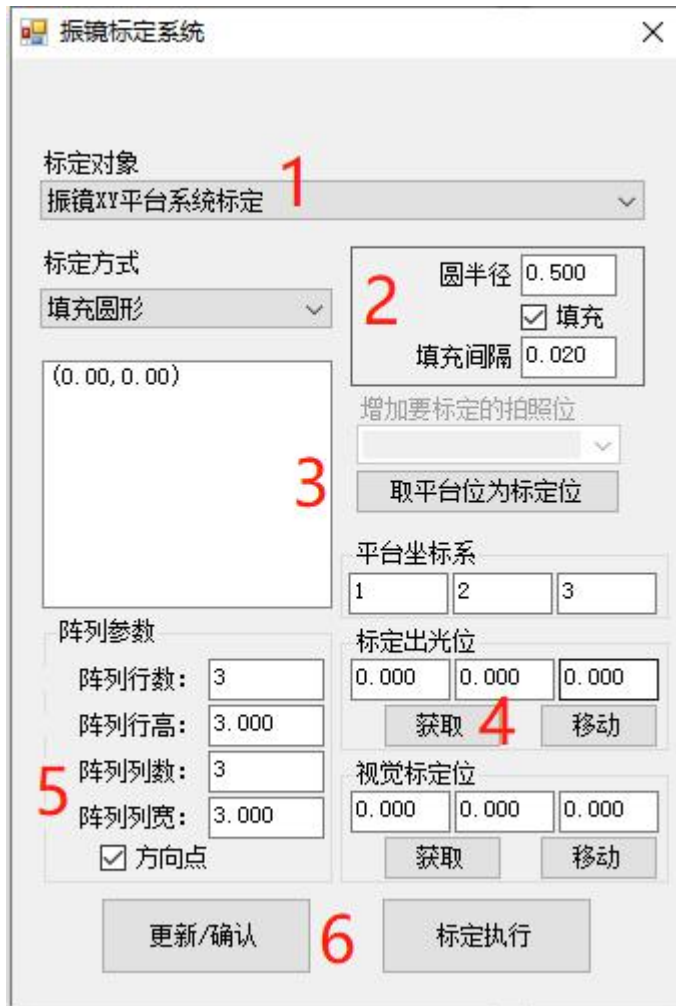 振镜标定系统
标定对象
1
振镜XY平台系统标定
标定方式
填充圆形
2
圆半径 0.500
填充
填充间隔 0.020
(0.00,0.00)
增加要标定的拍照位
3
取平台位为标定位
平台坐标系
1 2 3
标定出光位
0.000 0.000 0.000
获取 4 移动
视觉标定位
0.000 0.000 0.000
获取 移动
阵列参数
阵列行数: 3
阵列行高: 3.000
5
阵列列数: 3
阵列列宽: 3.000
方向点
更新/确认 6 标定执行